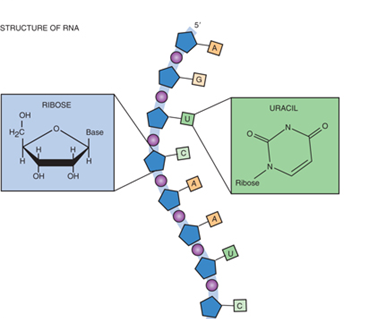 5'
STRUCTURE OF RNA
A
G
RIBOSE
URACIL
OH
H₂C
O
Base
H
H
H
H
OH
OH
U
O
N
O
N
Ribose
C
A
A
U
C